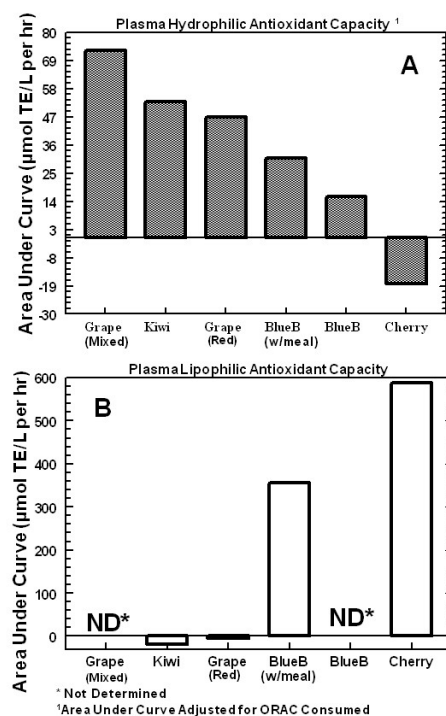 Plasma Hydrophilic Antioxidant Capacity ¹
A
Area Under Curve (µmol TE/L per hr)
80
69
58
47
36
25
14
3
-8
-19
-30
Grape Kiwi Grape BlueB BlueB Cherry
(Mixed) (Red) (w/meal)
Plasma Lipophilic Antioxidant Capacity
B
Area Under Curve (µmol TE/L per hr)
600
500
400
300
200
100
0
ND* ND*
Grape Kiwi Grape BlueB BlueB Cherry
(Mixed) (Red) (w/meal)
* Not Determined
¹Area Under Curve Adjusted for ORAC Consumed